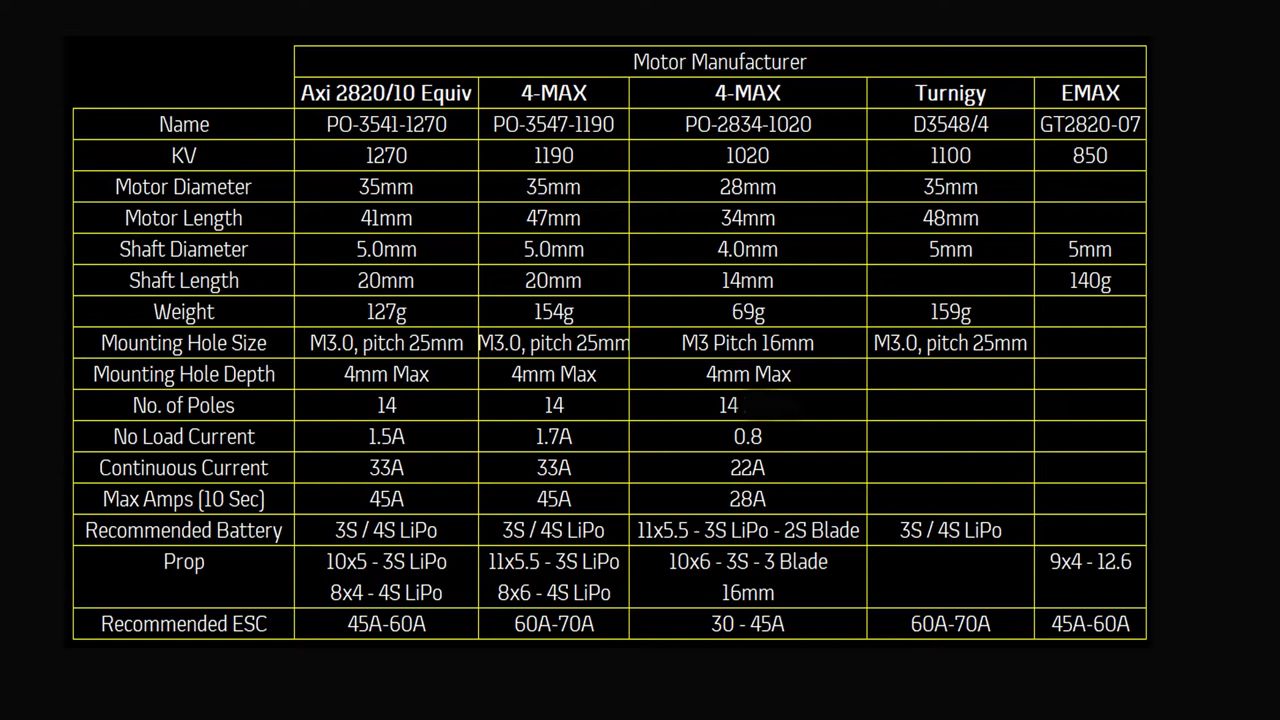 Motor Manufacturer
Axi 2820/10 Equiv 4-MAX 4-MAX Turnigy EMAX
Name PO-3541-1270 PO-3547-1190 PO-2834-1020 D3548/4 GT2820-07
KV 1270 1190 1020 1100 850
Motor Diameter 35mm 35mm 28mm 35mm
Motor Length 41mm 47mm 34mm 48mm
Shaft Diameter 5.0mm 5.0mm 4.0mm 5mm 5mm
Shaft Length 20mm 20mm 14mm 140g
Weight 127g 154g 69g 159g
Mounting Hole Size M3.0, pitch 25mm M3.0, pitch 25mm M3 Pitch 16mm M3.0, pitch 25mm
Mounting Hole Depth 4mm Max 4mm Max 4mm Max
No. of Poles 14 14 14
No Load Current 1.5A 1.7A 0.8
Continuous Current 33A 33A 22A
Max Amps (10 Sec) 45A 45A 28A
Recommended Battery 3S / 4S LiPo 3S / 4S LiPo 11x5.5 - 3S LiPo - 2S Blade 3S / 4S LiPo
Prop 10x5 - 3S LiPo 11x5.5 - 3S LiPo 10x6 - 3S - 3 Blade 9x4 - 12.6
8x4 - 4S LiPo 8x6 - 4S LiPo 16mm
Recommended ESC 45A-60A 60A-70A 30 - 45A 60A-70A 45A-60A